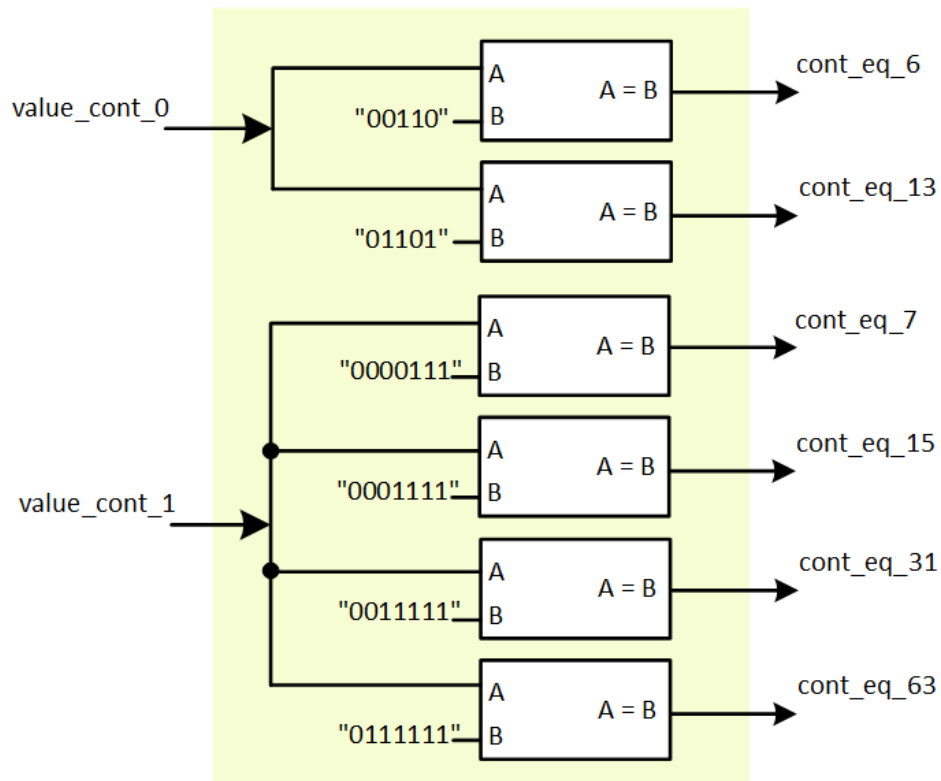 cont_eq_6
A
A = B
value_cont_0
"00110"
B
cont_eq_13
A
A = B
"01101"
B
cont_eq_7
A
A = B
"0000111"
B
cont_eq_15
A
A = B
"0001111"
B
value_cont_1
cont_eq_31
A
A = B
"0011111"
B
cont_eq_63
A
A = B
"0111111"
B